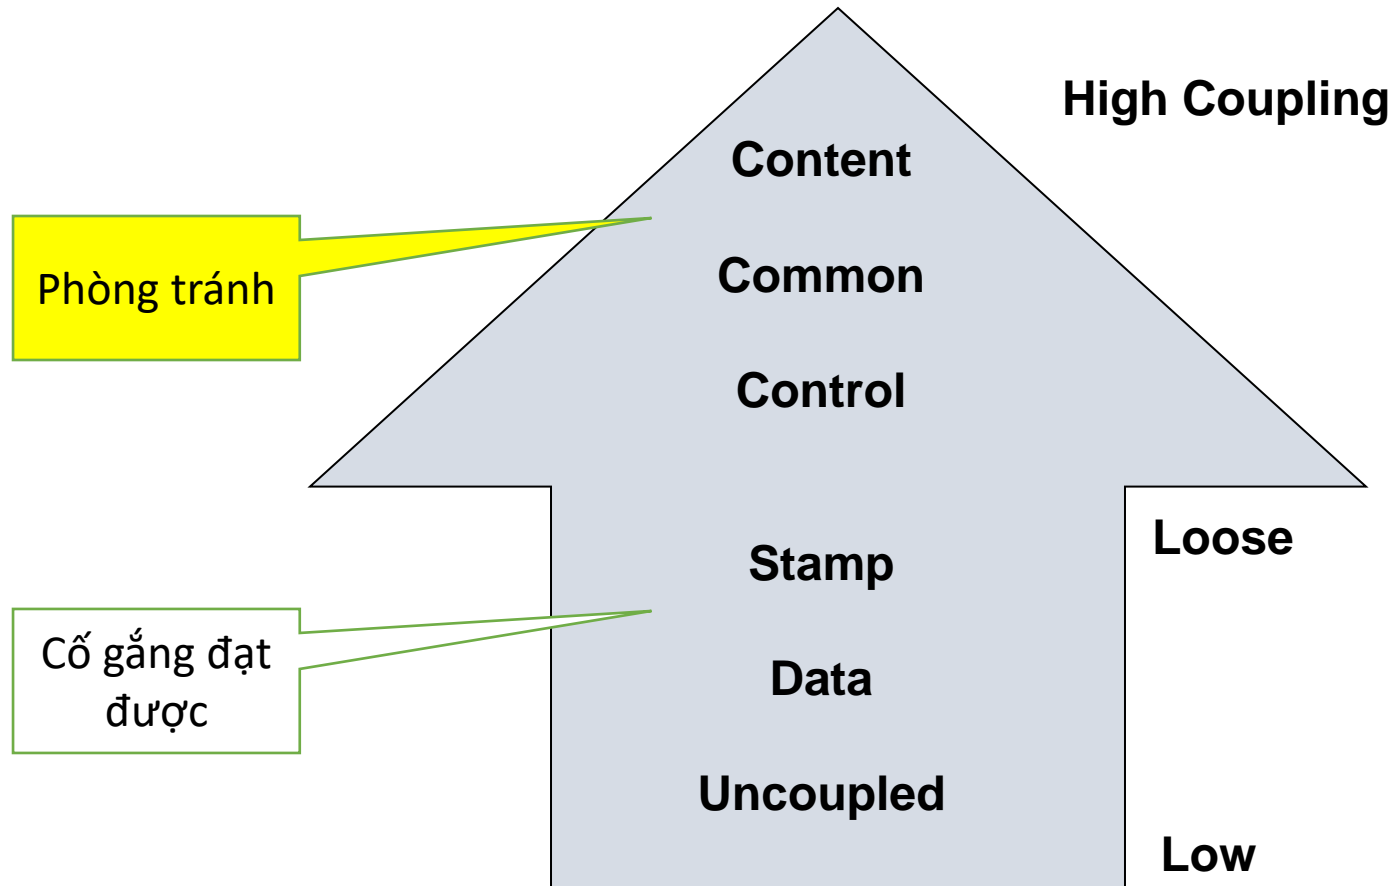 High Coupling
Content
Phòng tránh
Common
Control
Loose
Stamp
Cố gắng đạt
được
Data
Uncoupled
Low